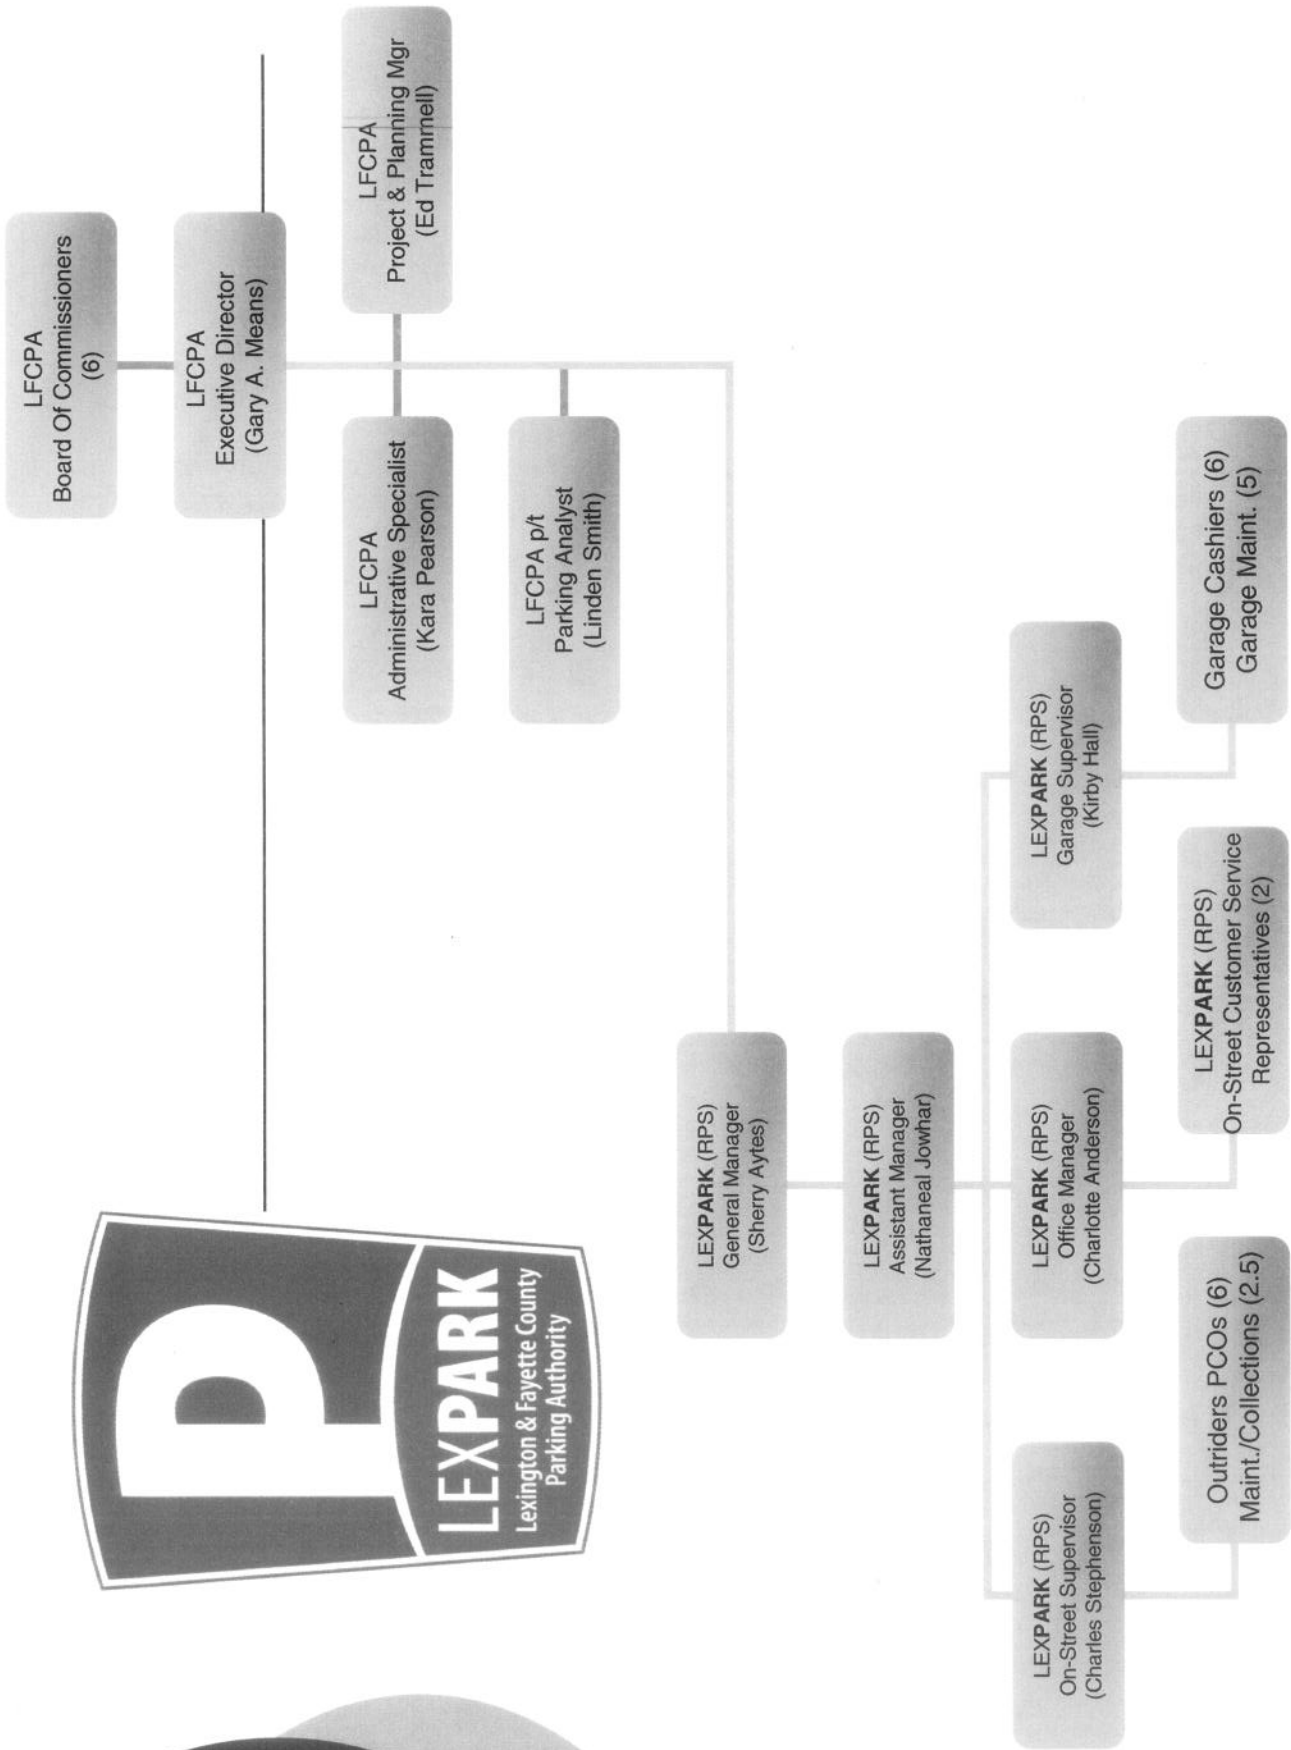 P
LEXPARK
Lexington & Fayette County
Parking Authority
LFCPA
Board Of Commissioners
(6)
LFCPA
Executive Director
(Gary A. Means)
LFCPA
Administrative Specialist
(Kara Pearson)
LFCPA
Project & Planning Mgr
(Ed Trammell)
LFCPA p/t
Parking Analyst
(Linden Smith)
LEXPARK (RPS)
General Manager
(Sherry Aytes)
LEXPARK (RPS)
Assistant Manager
(Nathaneal Jowhar)
LEXPARK (RPS)
On-Street Supervisor
(Charles Stephenson)
LEXPARK (RPS)
Office Manager
(Charlotte Anderson)
LEXPARK (RPS)
Garage Supervisor
(Kirby Hall)
Outriders PCOs (6)
Maint./Collections (2.5)
LEXPARK (RPS)
On-Street Customer Service
Representatives (2)
Garage Cashiers (6)
Garage Maint. (5)